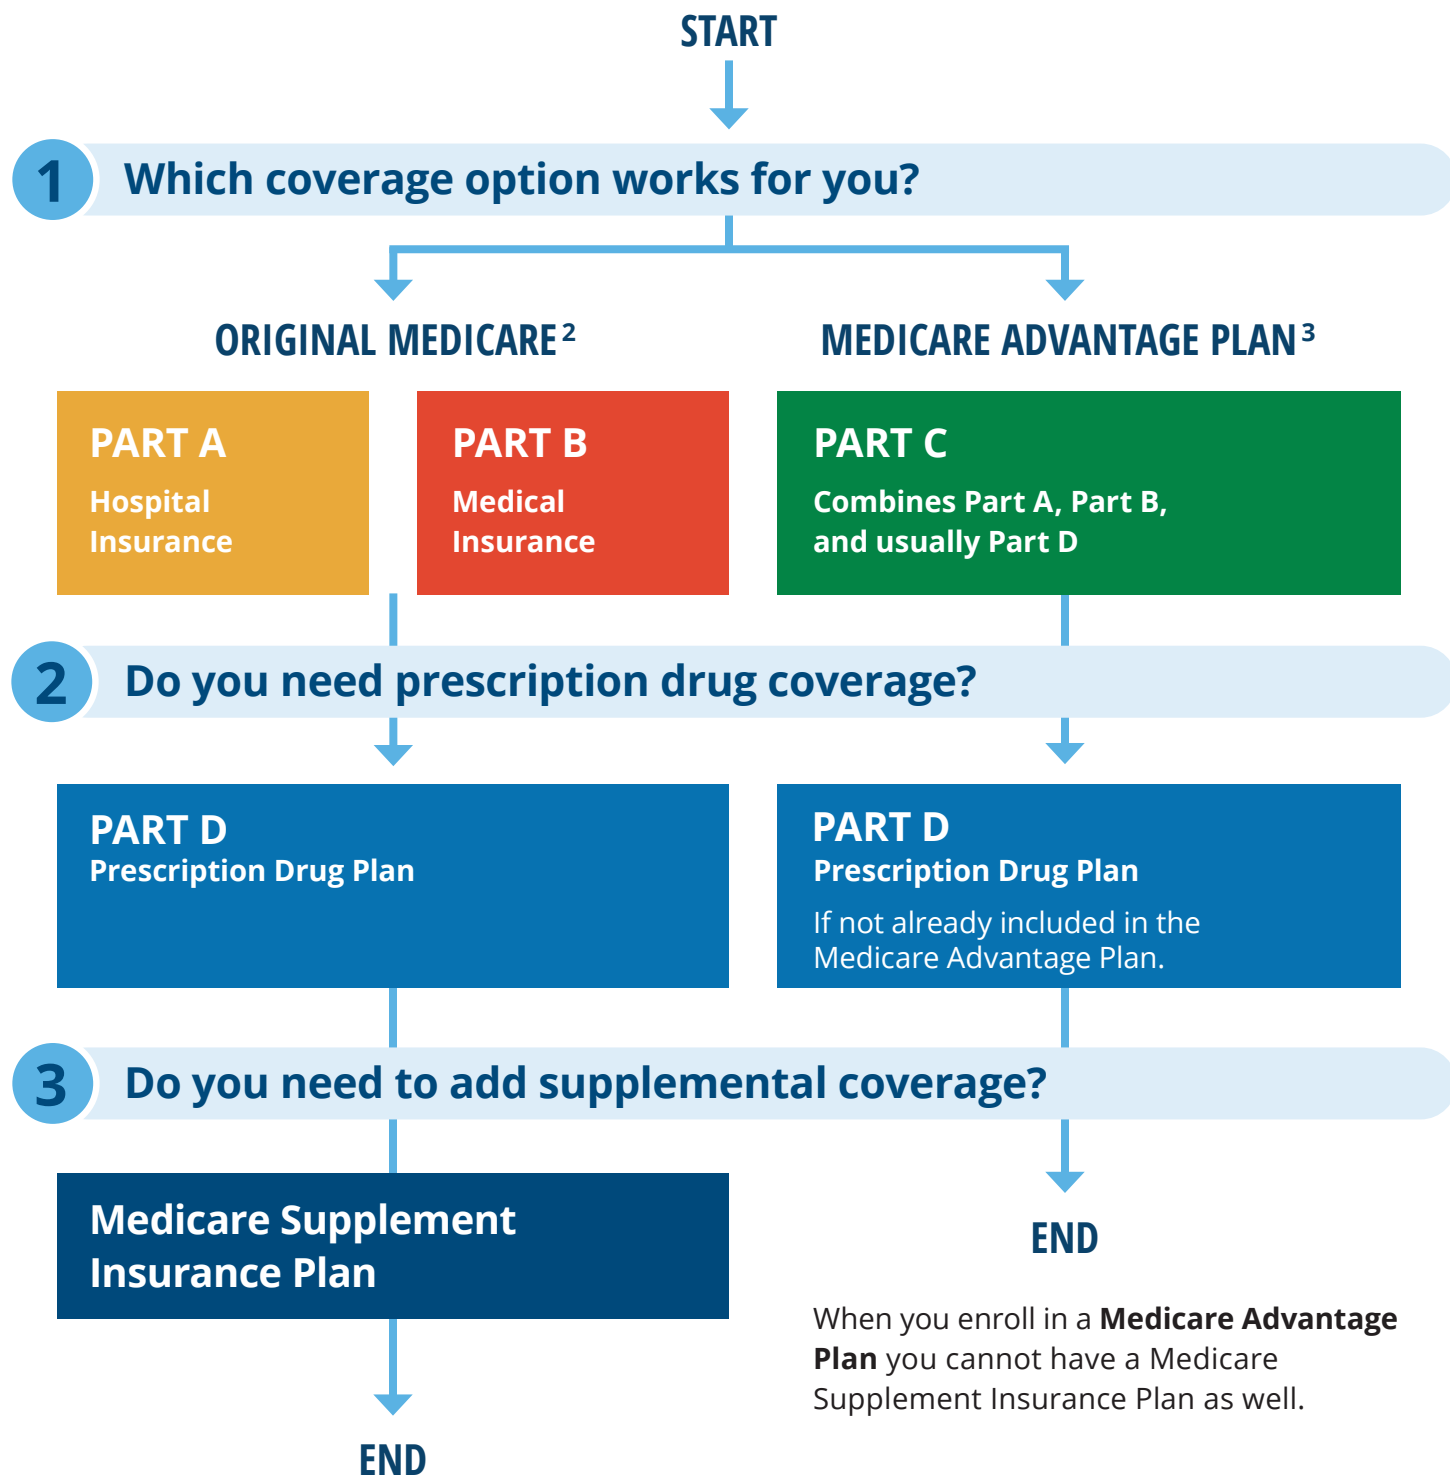 START
1 Which coverage option works for you?
ORIGINAL MEDICARE 2
MEDICARE ADVANTAGE PLAN 3
PART A
Hospital
Insurance
PART B
Medical
Insurance
PART C
Combines Part A, Part B,
and usually Part D
2 Do you need prescription drug coverage?
PART D
Prescription Drug Plan
PART D
Prescription Drug Plan
If not already included in the
Medicare Advantage Plan.
3 Do you need to add supplemental coverage?
Medicare Supplement
Insurance Plan
END
END
When you enroll in a Medicare Advantage
Plan you cannot have a Medicare
Supplement Insurance Plan as well.